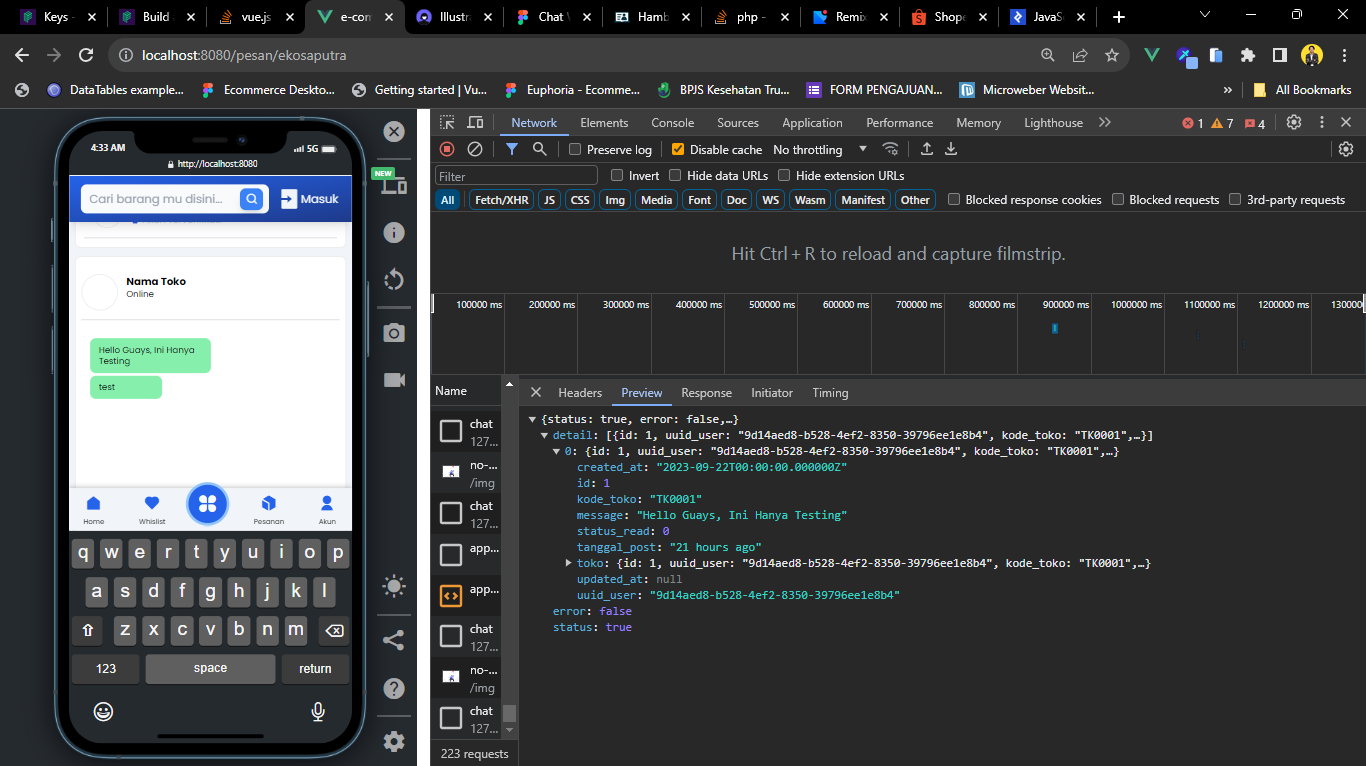 Keys -
Build a
vue.js
e-com
Illustra
Chat W
Hamb
php -
Remix
Shope
JavaSc
localhost:8080/pesan/ekosaputra
DataTables example...
Ecommerce Deskto...
Getting started | Vu...
Euphoria - Ecomme...
BPJS Kesehatan Tru...
FORM PENGAJUAN...
Microweber Websit...
»
All Bookmarks
4:33 AM
5G
http://localhost:8080
Cari barang mu disini...
Masuk
Nama Toko
Online
Hello Guays, Ini Hanya
Testing
test
Home
Whislist
Pesanan
Akun
q w e r t y u i o p
a s d f g h j k l
z x c v b n m
123
space
return
NEW
Network
Elements
Console
Sources
Application
Performance
Memory
Lighthouse
1
7
4
Preserve log
Disable cache
No throttling
Filter
Invert
Hide data URLs
Hide extension URLs
All
Fetch/XHR
JS
CSS
Img
Media
Font
Doc
WS
Wasm
Manifest
Other
Blocked response cookies
Blocked requests
3rd-party requests
Hit Ctrl + R to reload and capture filmstrip.
100000 ms
200000 ms
300000 ms
400000 ms
500000 ms
600000 ms
700000 ms
800000 ms
900000 ms
1000000 ms
1100000 ms
1200000 ms
130000
Name
chat
127...
no-...
/img
chat
127...
app...
app...
chat
127...
no-...
/img
chat
127...
223 requests
Headers
Preview
Response
Initiator
Timing
{status: true, error: false,…}
detail: [{id: 1, uuid_user: "9d14aed8-b528-4ef2-8350-39796ee1e8b4", kode_toko: "TK0001",…}]
0: {id: 1, uuid_user: "9d14aed8-b528-4ef2-8350-39796ee1e8b4", kode_toko: "TK0001",…}
created_at: "2023-09-22T00:00:00.000000Z"
id: 1
kode_toko: "TK0001"
message: "Hello Guays, Ini Hanya Testing"
status_read: 0
tanggal_post: "21 hours ago"
toko: {id: 1, uuid_user: "9d14aed8-b528-4ef2-8350-39796ee1e8b4", kode_toko: "TK0001",…}
updated_at: null
uuid_user: "9d14aed8-b528-4ef2-8350-39796ee1e8b4"
error: false
status: true